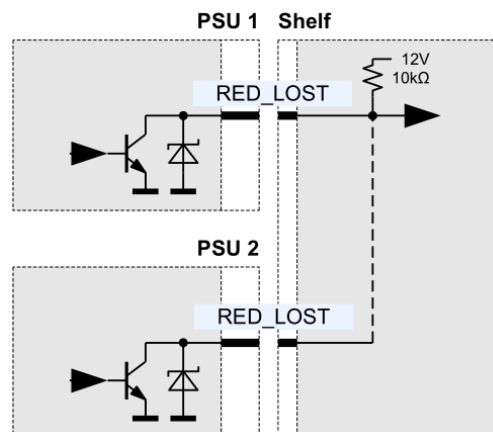 PSU 1 Shelf
12V
10kΩ
RED_LOST
PSU 2
RED_LOST